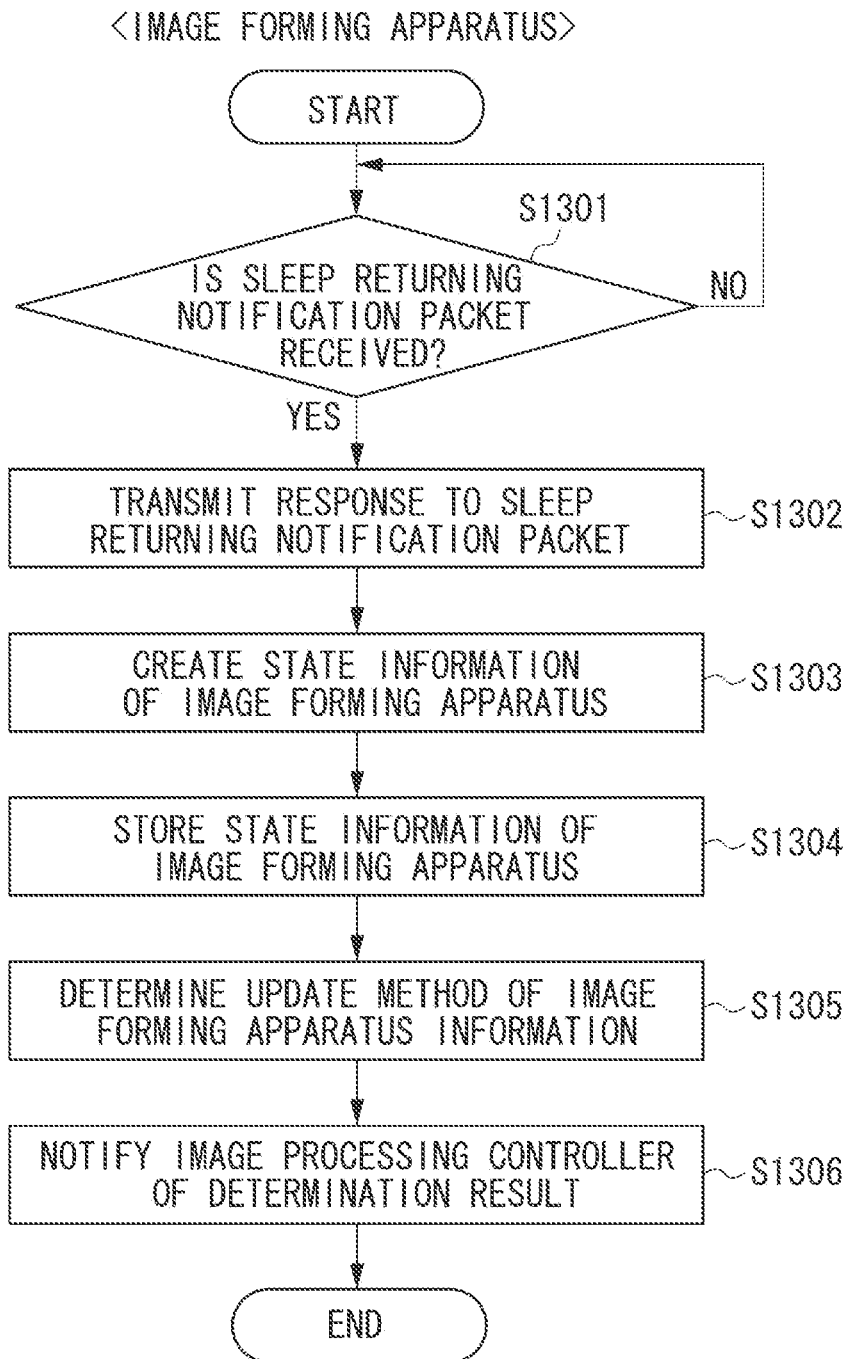 <IMAGE FORMING APPARATUS>
START
S1301
IS SLEEP RETURNING
NOTIFICATION PACKET
RECEIVED?
NO
YES
TRANSMIT RESPONSE TO SLEEP
RETURNING NOTIFICATION PACKET
S1302
CREATE STATE INFORMATION
OF IMAGE FORMING APPARATUS
S1303
STORE STATE INFORMATION OF
IMAGE FORMING APPARATUS
S1304
DETERMINE UPDATE METHOD OF IMAGE
FORMING APPARATUS INFORMATION
S1305
NOTIFY IMAGE PROCESSING CONTROLLER
OF DETERMINATION RESULT
S1306
END